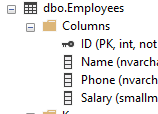 dbo.Employees
Columns
ID (PK, int, not
Name (nvarcha
Phone (nvarcha
Salary (smallm